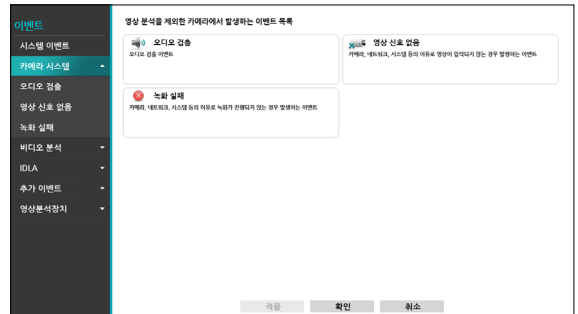 이벤트
시스템 이벤트
카메라 시스템
오디오 검출
영상 신호 없음
녹화 실패
비디오 분석
IDLA
추가 이벤트
영상분석장치
영상 분석을 제외한 카메라에서 발생하는 이벤트 목록
오디오 검출
오디오 검출 이벤트
영상 신호 없음
카메라, 네트워크, 시스템 등의 이유로 영상이 입력되지 않는 경우 발생하는 이벤트
녹화 실패
카메라, 네트워크, 시스템 등의 이유로 녹화가 진행되지 않는 경우 발생하는 이벤트
적용
확인
취소